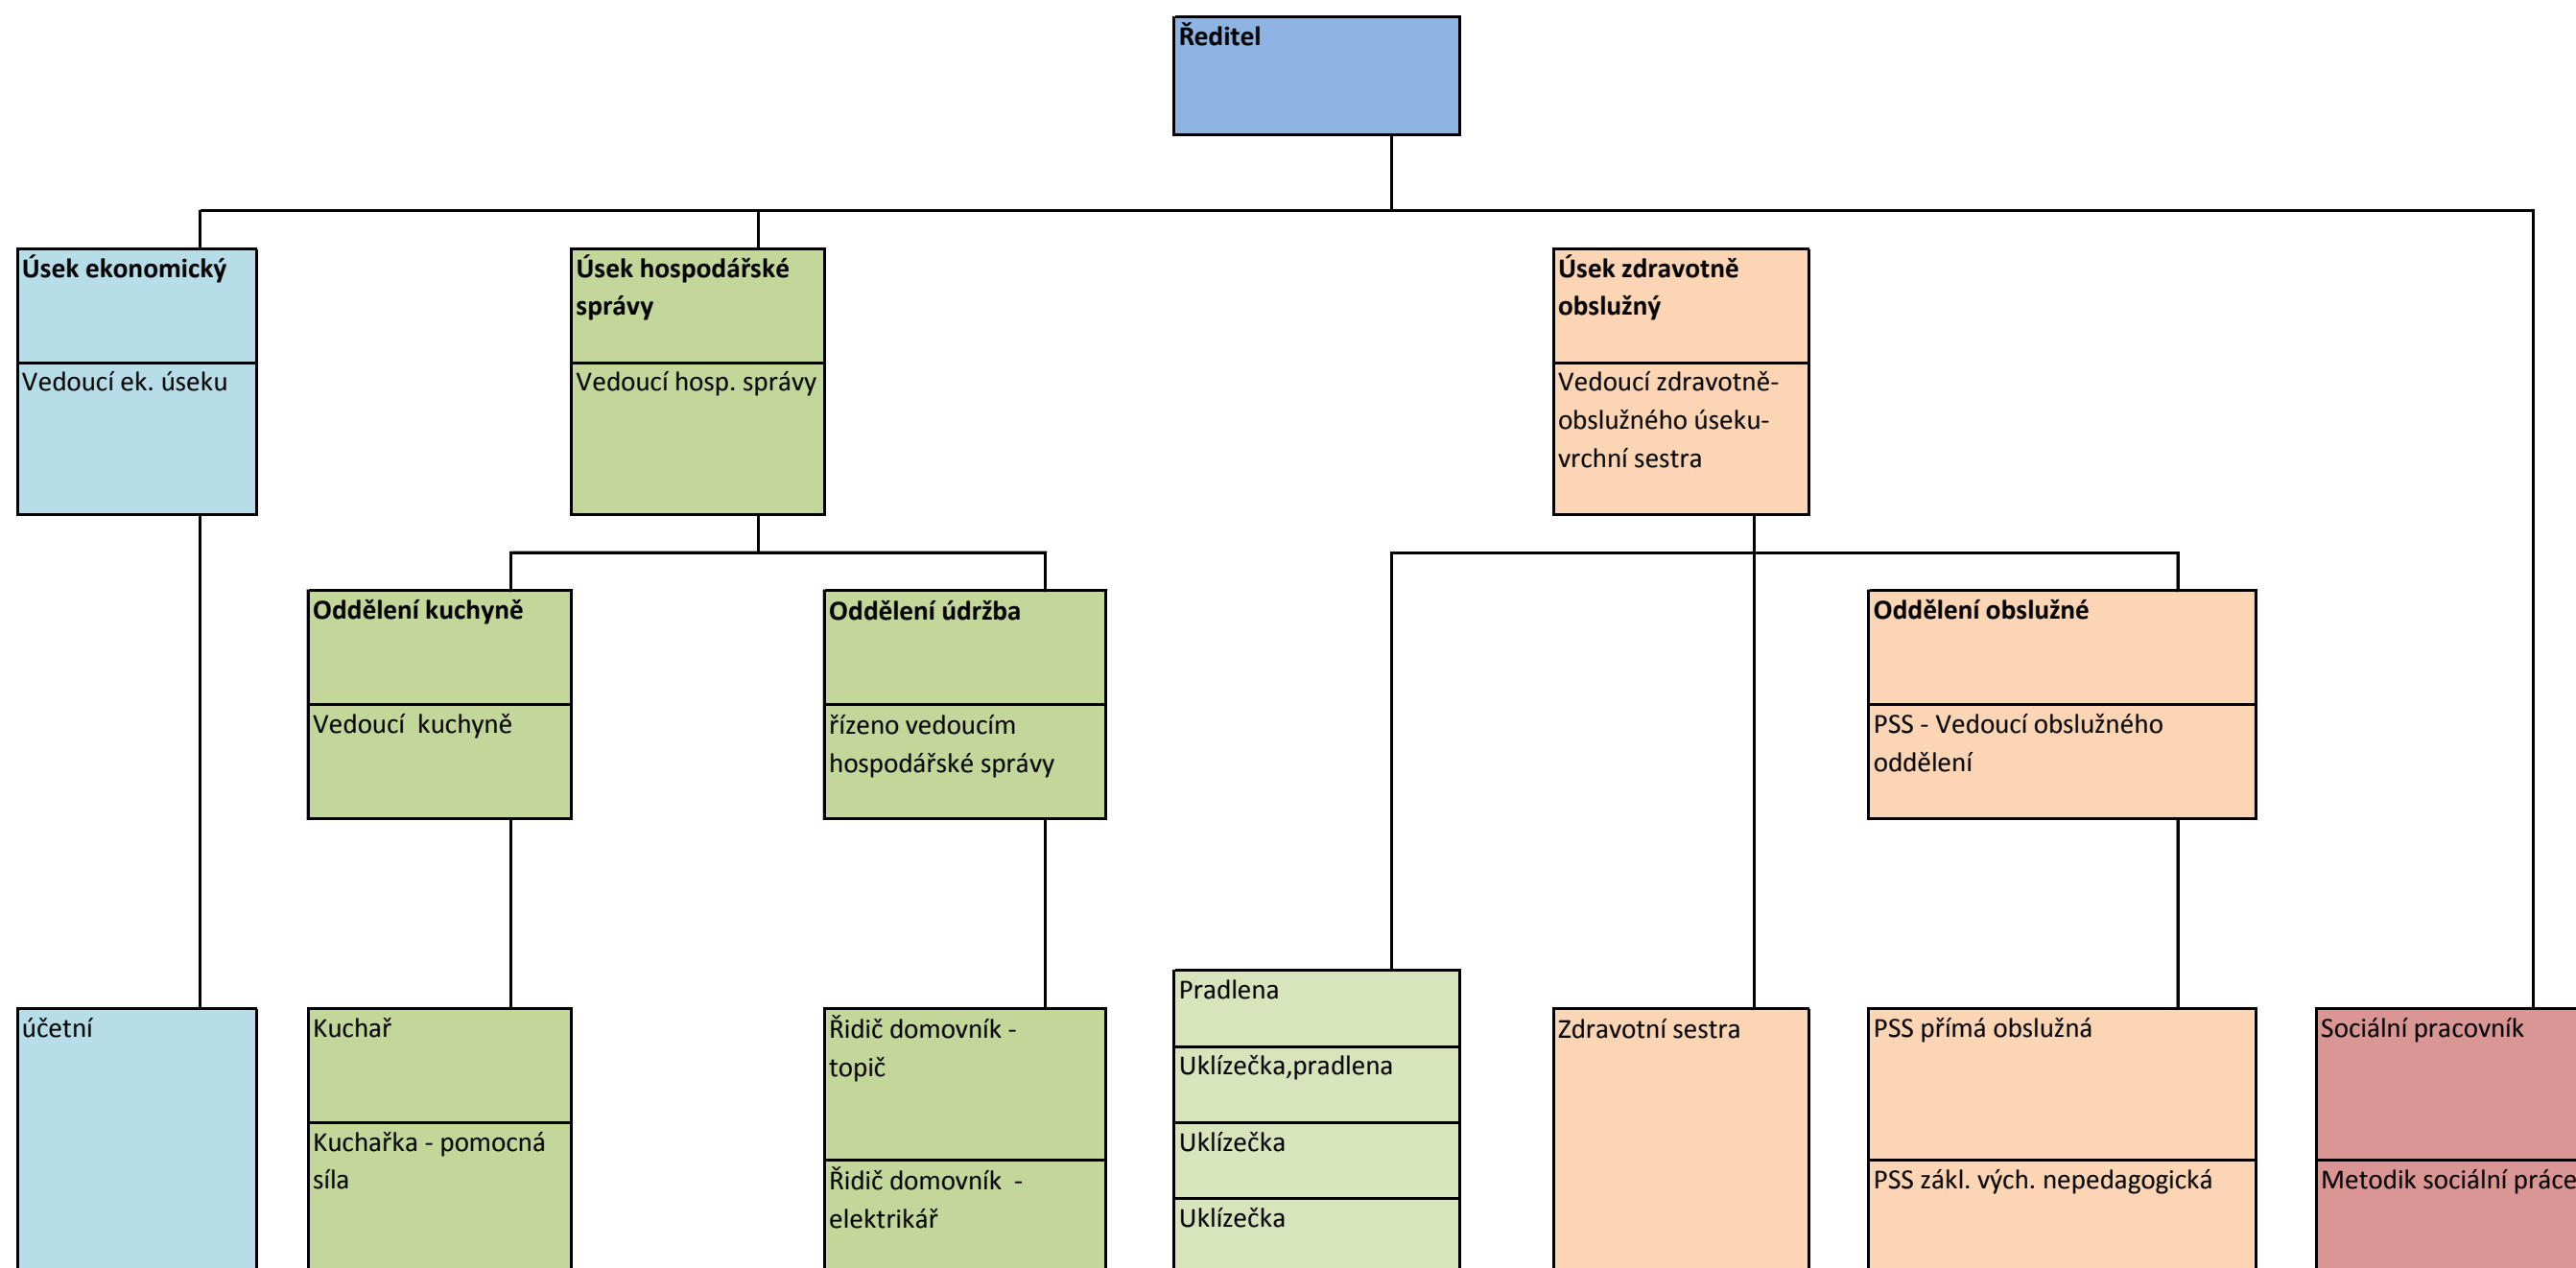 Ředitel
Úsek ekonomický
Vedoucí ek. úseku
Úsek hospodářské
správy
Vedoucí hosp. správy
Úsek zdravotně
obslužný
Vedoucí zdravotně-
obslužného úseku-
vrchní sestra
Oddělení kuchyně
Vedoucí  kuchyně
Oddělení údržba
řízeno vedoucím
hospodářské správy
Oddělení obslužné
PSS - Vedoucí obslužného
oddělení
účetní
Kuchař
Kuchařka - pomocná
síla
Řidič domovník -
topič
Řidič domovník  -
elektrikář
Pradlena
Uklízečka,pradlena
Uklízečka
Uklízečka
Zdravotní sestra
PSS přímá obslužná
PSS zákl. vých. nepedagogická
Sociální pracovník
Metodik sociální práce